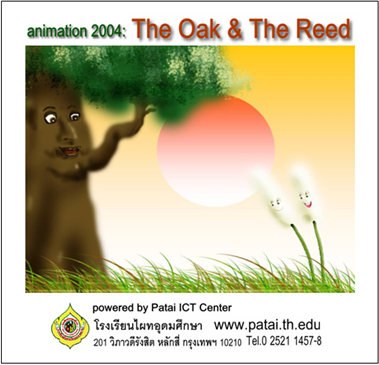 animation 2004: The Oak & The Reed
powered by Patai ICT Center
โรงเรียนไผทอุดมศึกษา www.patai.th.edu
201 วิภาวดีรังสิต หลักสี่ กรุงเทพฯ 10210 Tel.0 2521 1457-8